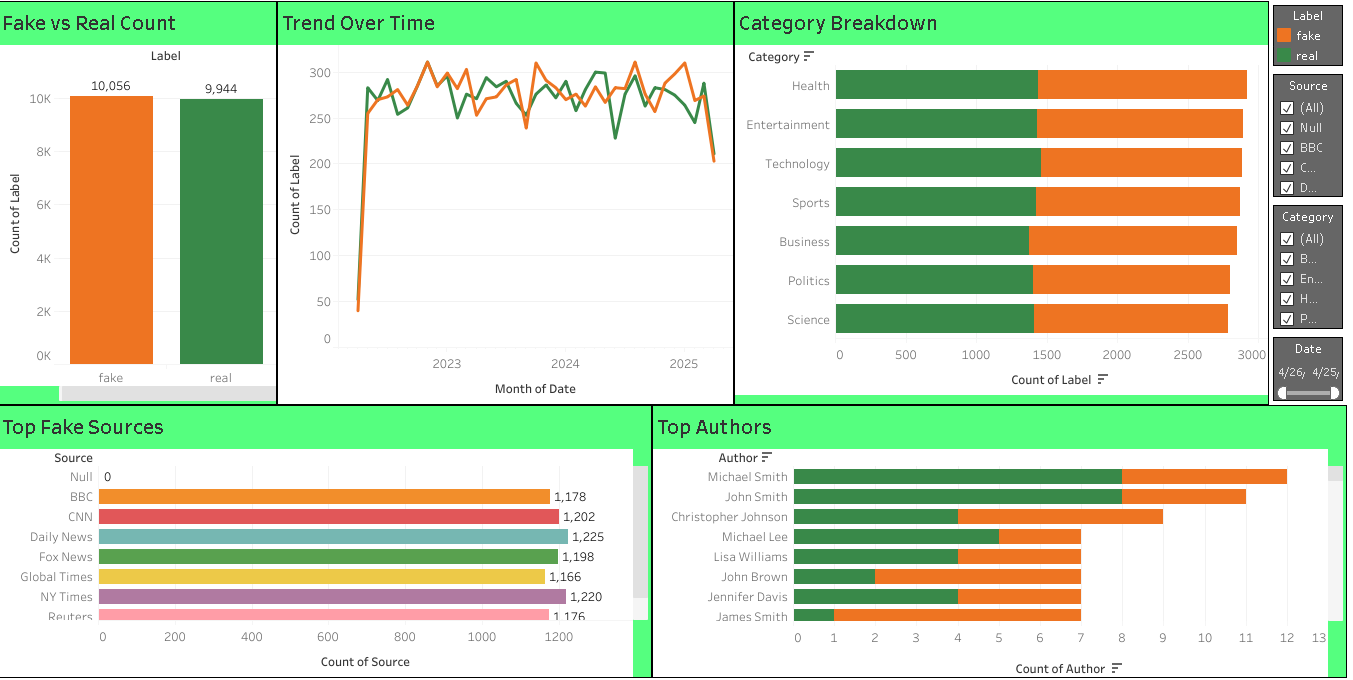 Fake vs Real Count
Label
10,056
9,944
10K
8K
6K
4K
2K
0K
Count of Label
fake
real
Trend Over Time
300
250
200
150
100
50
0
Count of Label
2023
2024
2025
Month of Date
Category Breakdown
Category
Health
Entertainment
Technology
Sports
Business
Politics
Science
0
500
1000
1500
2000
2500
3000
Count of Label
Label
fake
real
Source
(All)
Null
BBC
C...
D...
Category
(All)
B...
En...
H...
P...
Date
4/26/
4/25/
Top Fake Sources
Source
Null 0
BBC 1,178
CNN 1,202
Daily News 1,225
Fox News 1,198
Global Times 1,166
NY Times 1,220
Reuters 1,176
0 200 400 600 800 1000 1200
Count of Source
Top Authors
Author
Michael Smith
John Smith
Christopher Johnson
Michael Lee
Lisa Williams
John Brown
Jennifer Davis
James Smith
0 1 2 3 4 5 6 7 8 9 10 11 12 13
Count of Author